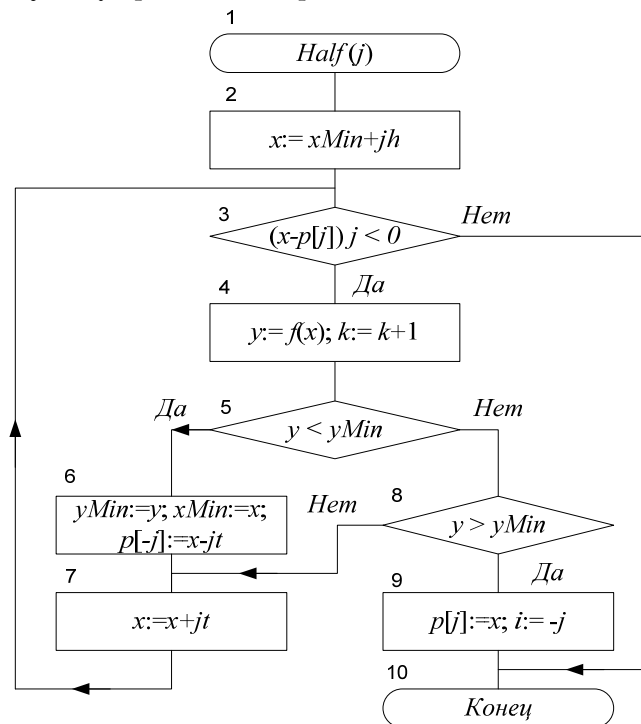 1
Half (j)
2
x:= xMin+jh
3
(x-p[j]) j < 0
Нет
Да
4
y:= f(x); k:= k+1
Да
5
y < yMin
Нет
6
yMin:=y; xMin:=x;
p[-j]:=x-jt
Нет
8
y > yMin
7
x:=x+jt
Да
9
p[j]:=x; i:= -j
10
Конец